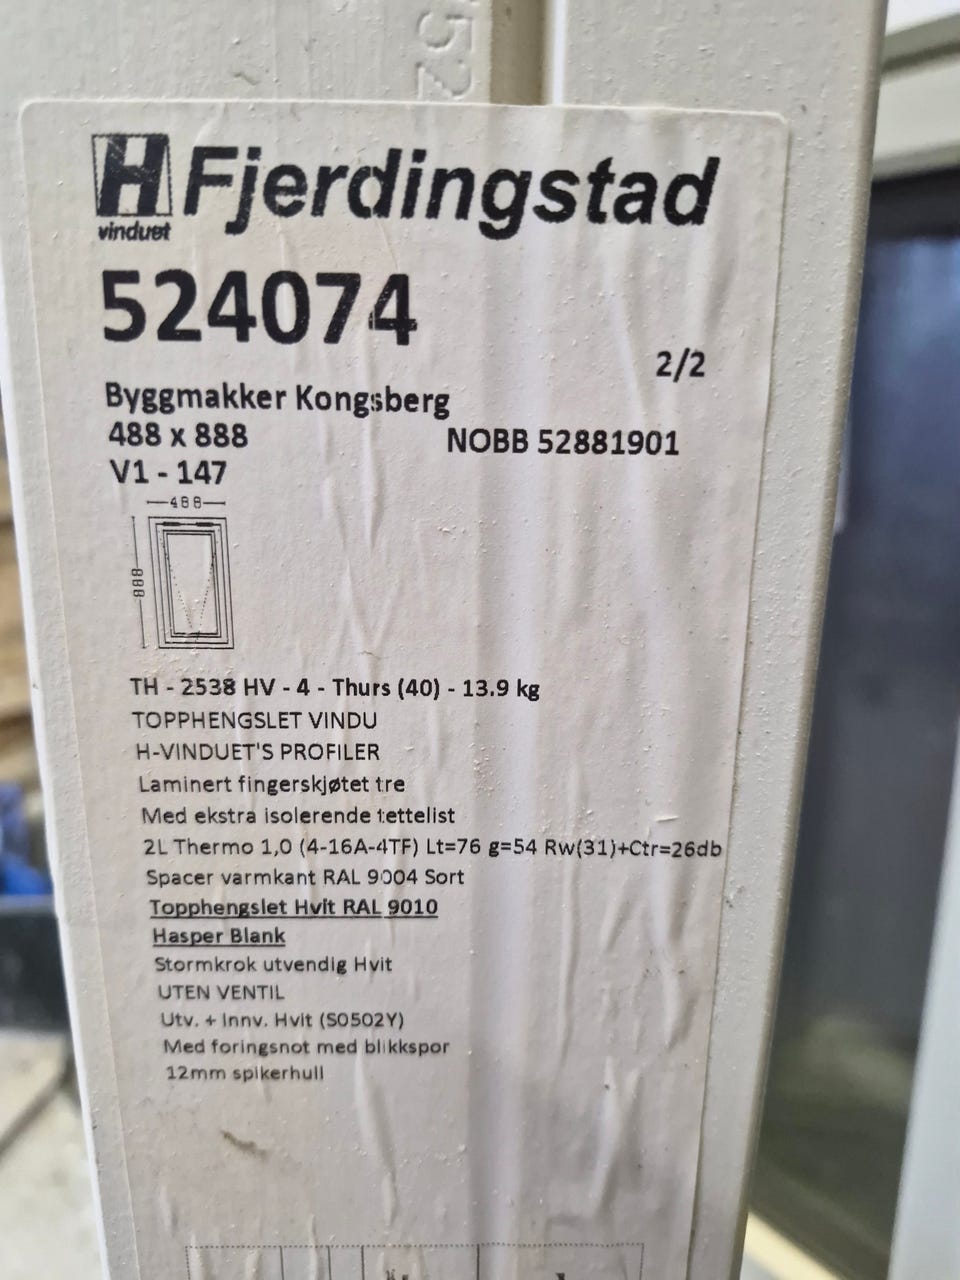 52
H Fjerdingstad
vinduet
524074
2/2
Byggmakker Kongsberg
488 x 888 NOBB 52881901
V1 - 147
488
888
TH - 2538 HV - 4 - Thurs (40) - 13.9 kg
TOPPHENGSLET VINDU
H-VINDUET'S PROFILER
Laminert fingerskjøtet tre
Med ekstra isolerende tettelist
2L Thermo 1,0 (4-16A-4TF) Lt=76 g=54 Rw(31)+Ctr=26db
Spacer varmkant RAL 9004 Sort
Topphengslet Hvit RAL 9010
Hasper Blank
Stormkrok utvendig Hvit
UTEN VENTIL
Utv. + Innv. Hvit (S0502Y)
Med foringsnot med blikkspor
12mm spikerhull